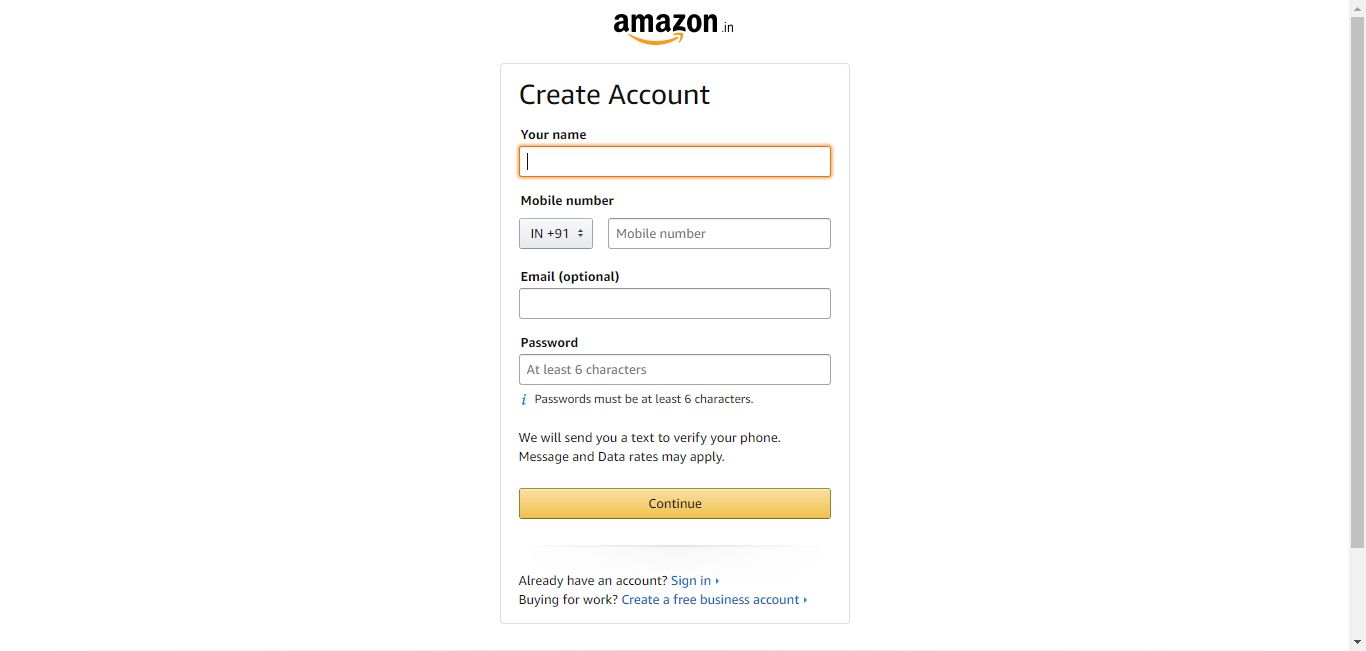 amazon.in
Create Account
Your name
Mobile number
IN +91 Mobile number
Email (optional)
Password
At least 6 characters
i Passwords must be at least 6 characters.
We will send you a text to verify your phone.
Message and Data rates may apply.
Continue
Already have an account? Sign in
Buying for work? Create a free business account